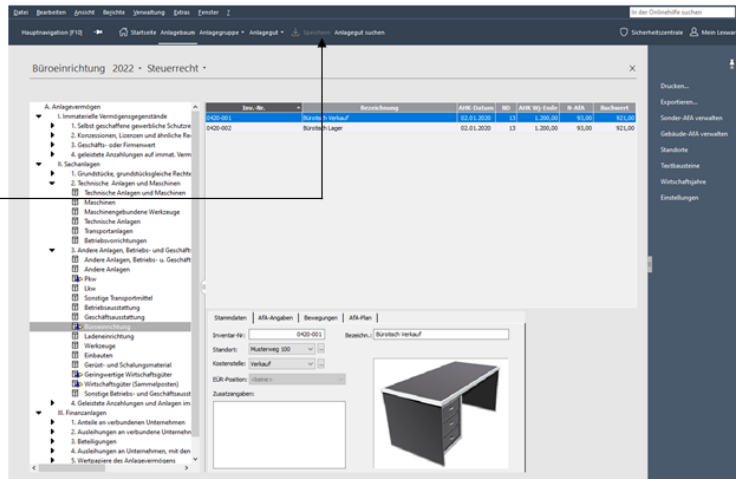 Datei Bearbeiten Ansicht Berichte Verwaltung Extras Fenster ?
In der Onlinehilfe suchen
Hauptnavigation [F10] Startseite Anlagebaum Anlagegruppe Anlagegut Speichern Anlagegut suchen
Sicherheitszentrale Mein Lexwar
Büroeinrichtung 2022 - Steuerrecht
Drucken...
Exportieren...
Sonder-AfA verwalten
Gebäude-AfA verwalten
Standorte
Textbausteine
Wirtschaftsjahre
Einstellungen
A. Anlagevermögen
I. Immaterielle Vermögensgegenstände
1. Selbst geschaffene gewerbliche Schutzre
2. Konzessionen, Lizenzen und ähnliche Re
3. Geschäfts- oder Firmenwert
4. geleistete Anzahlungen auf immat. Verm
II. Sachanlagen
1. Grundstücke, grundstücksgleiche Rechte
2. Technische Anlagen und Maschinen
Technische Anlagen und Maschinen
Maschinen
Maschinengebundene Werkzeuge
Technische Anlagen
Transportanlagen
Betriebsvorrichtungen
3. Andere Anlagen, Betriebs- und Geschäft
Andere Anlagen, Betriebs- u. Geschäft
Andere Anlagen
Pkw
Lkw
Sonstige Transportmittel
Betriebsausstattung
Geschäftsausstattung
Büroeinrichtung
Ladeneinrichtung
Werkzeuge
Einbauten
Gerüst- und Schalungsmaterial
Geringwertige Wirtschaftsgüter
Wirtschaftsgüter (Sammelposten)
Sonstige Betriebs- und Geschäftsausst
4. Geleistete Anzahlungen und Anlagen im
III. Finanzanlagen
1. Anteile an verbundenen Unternehmen
2. Ausleihungen an verbundene Unternehm
3. Beteiligungen
4. Ausleihungen an Unternehmen, mit den
5. Wertpapiere des Anlagevermögens
Inv.-Nr. Bezeichnung AHK-Datum ND AHK Wj-Ende N-AfA Buchwert
0420-001 Bürotisch Verkauf 02.01.2020 13 1.200,00 93,00 921,00
0420-002 Bürotisch Lager 02.01.2020 13 1.200,00 93,00 921,00
Stammdaten AfA-Angaben Bewegungen AfA-Plan
Inventar-Nr: 0420-001 Bezeichn.: Bürotisch Verkauf
Standort: Musterweg 100
Kostenstelle: Verkauf
EÜR-Position: <keine>
Zusatzangaben: